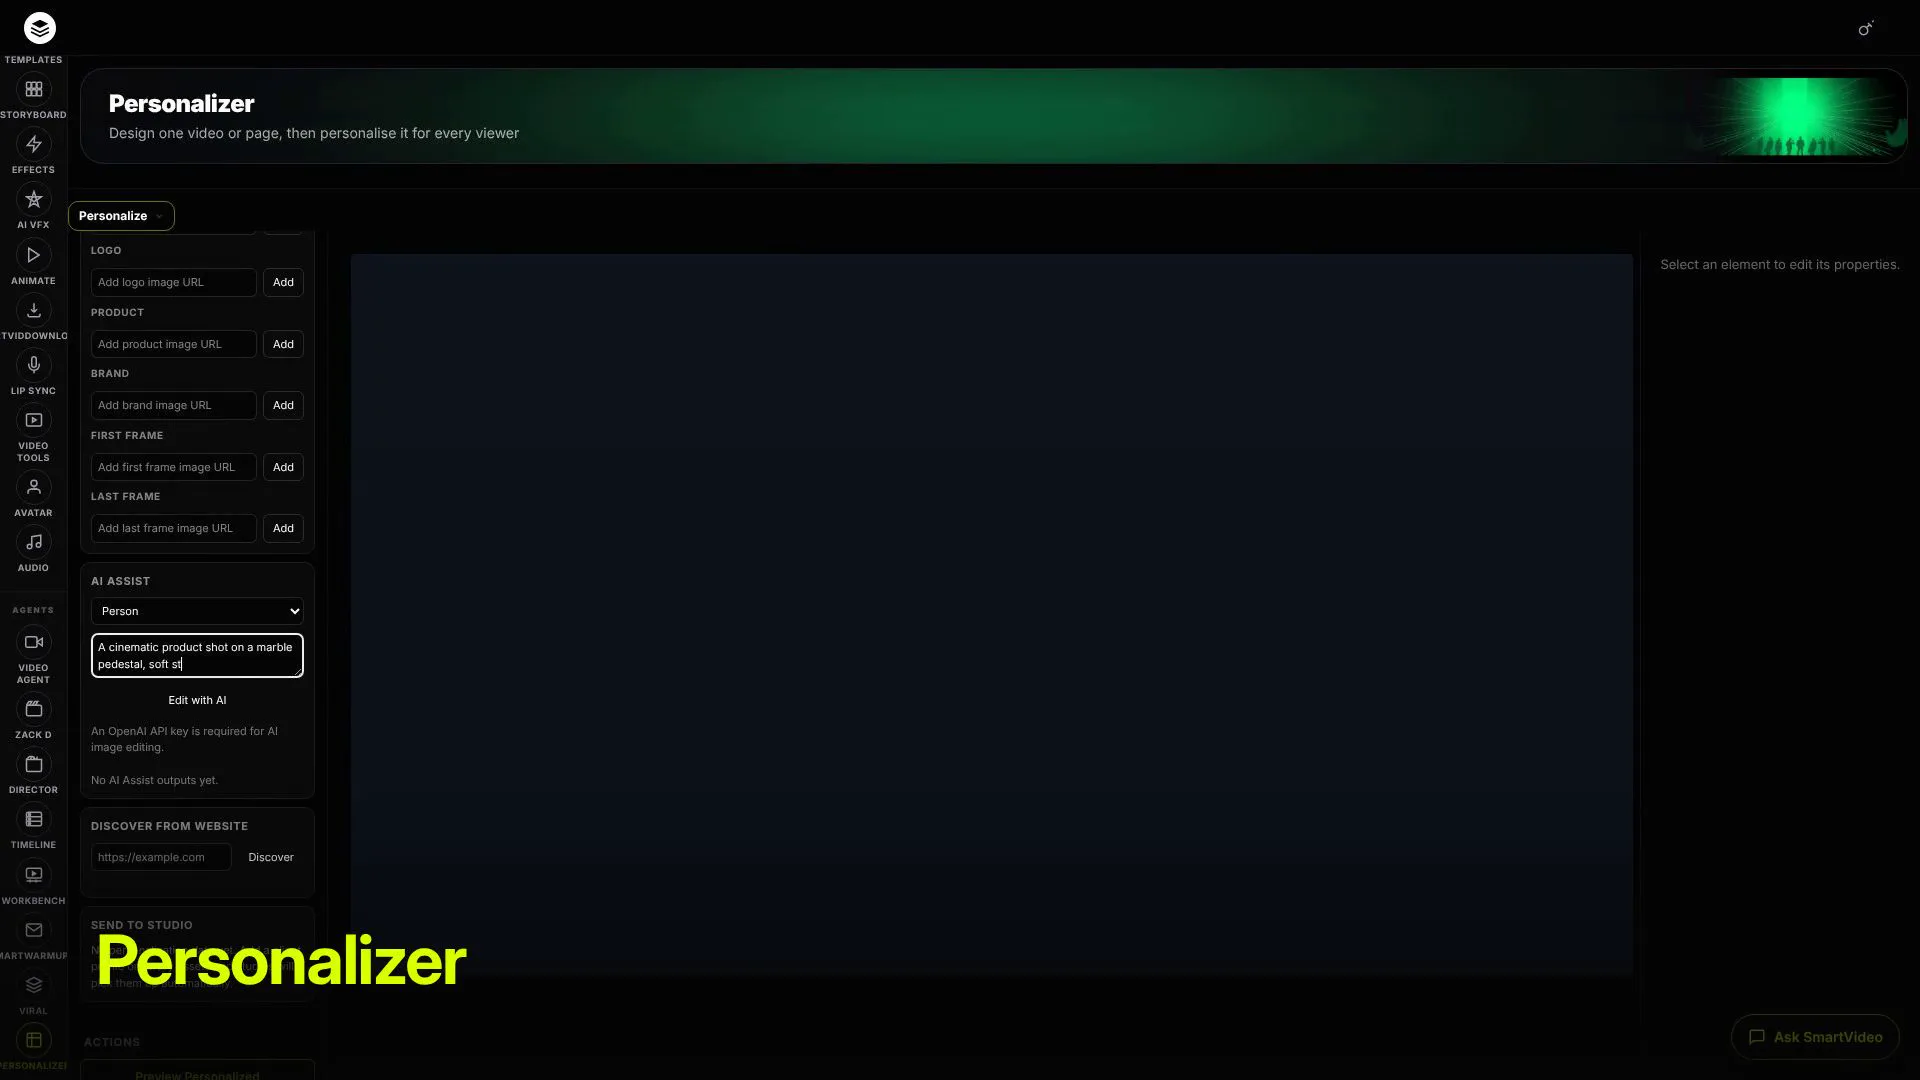 TEMPLATES
STORYBOARD
EFFECTS
AI VFX
ANIMATE
TVIDDOWNLO
LIP SYNC
VIDEO
TOOLS
AVATAR
AUDIO
AGENTS
VIDEO
AGENT
ZACK D
DIRECTOR
TIMELINE
WORKBENCH
MARTWARMUP
VIRAL
PERSONALIZER
Personalizer
Design one video or page, then personalise it for every viewer
Personalize
LOGO
Add logo image URL Add
PRODUCT
Add product image URL Add
BRAND
Add brand image URL Add
FIRST FRAME
Add first frame image URL Add
LAST FRAME
Add last frame image URL Add
AI ASSIST
Person
A cinematic product shot on a marble
pedestal, soft st
Edit with AI
An OpenAI API key is required for AI
image editing.
No AI Assist outputs yet.
DISCOVER FROM WEBSITE
https://example.com Discover
SEND TO STUDIO
Personalizer
ACTIONS
Preview Personalized
Select an element to edit its properties.
Ask SmartVideo